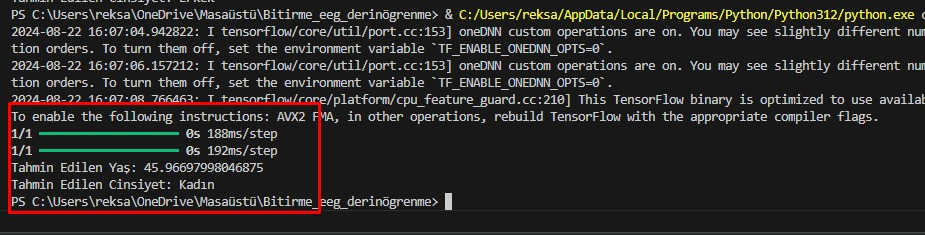 PS C:\Users\reksa\OneDrive\Masaüstü\Bitirme_eeg_derinögrenme> & C:/Users/reksa/AppData/Local/Programs/Python/Python312/python.exe
2024-08-22 16:07:04.942822: I tensorflow/core/util/port.cc:153] oneDNN custom operations are on. You may see slightly different
tion orders. To turn them off, set the environment variable `TF_ENABLE_ONEDNN_OPTS=0`.
2024-08-22 16:07:06.157212: I tensorflow/core/util/port.cc:153] oneDNN custom operations are on. You may see slightly different
tion orders. To turn them off, set the environment variable `TF_ENABLE_ONEDNN_OPTS=0`.
2024-08-22 16:07:08.766463: I tensorflow/core/platform/cpu_feature_guard.cc:210] This TensorFlow binary is optimized to use
To enable the following instructions: AVX2 FMA, in other operations, rebuild TensorFlow with the appropriate compiler flags.
1/1 0s 188ms/step
1/1 0s 192ms/step
Tahmin Edilen Yaş: 45.96697998046875
Tahmin Edilen Cinsiyet: Kadın
PS C:\Users\reksa\OneDrive\Masaüstü\Bitirme_eeg_derinögrenme>